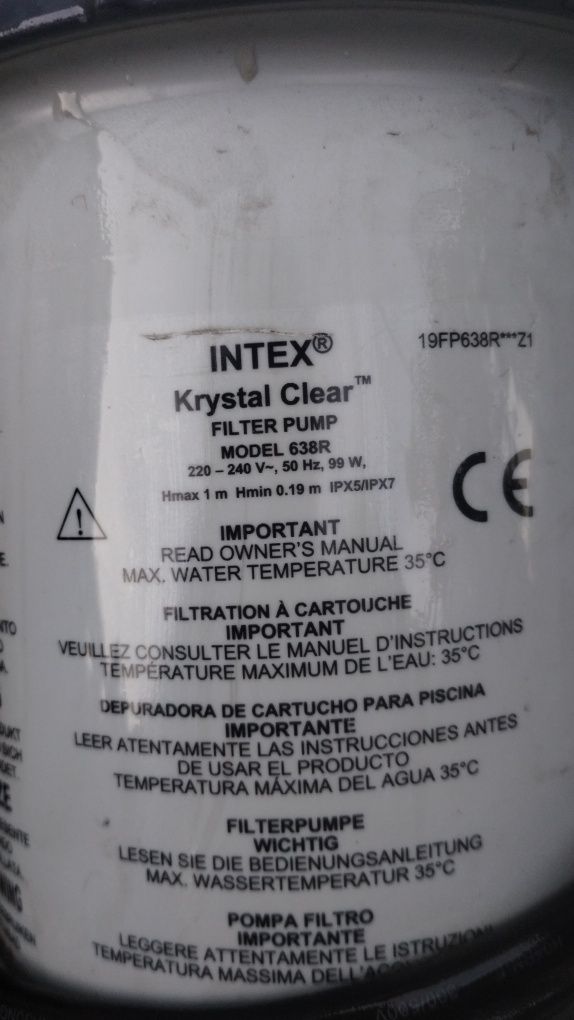 INTEX®
19FP638R***Z1
Krystal Clear™
FILTER PUMP
MODEL 638R
220 – 240 V~, 50 Hz, 99 W,
Hmax 1 m Hmin 0.19 m IPX5/IPX7
CE
IMPORTANT
READ OWNER'S MANUAL
MAX. WATER TEMPERATURE 35°C
FILTRATION À CARTOUCHE
IMPORTANT
VEUILLEZ CONSULTER LE MANUEL D'INSTRUCTIONS
TEMPÉRATURE MAXIMUM DE L'EAU: 35°C
DEPURADORA DE CARTUCHO PARA PISCINA
IMPORTANTE
LEER ATENTAMENTE LAS INSTRUCCIONES ANTES
DE USAR EL PRODUCTO
TEMPERATURA MÁXIMA DEL AGUA 35°C
FILTERPUMPE
WICHTIG
LESEN SIE DIE BEDIENUNGSANLEITUNG
MAX. WASSERTEMPERATUR 35°C
POMPA FILTRO
IMPORTANTE
LEGGERE ATTENTAMENTE LE ISTRUZIONI
TEMPERATURA MASSIMA